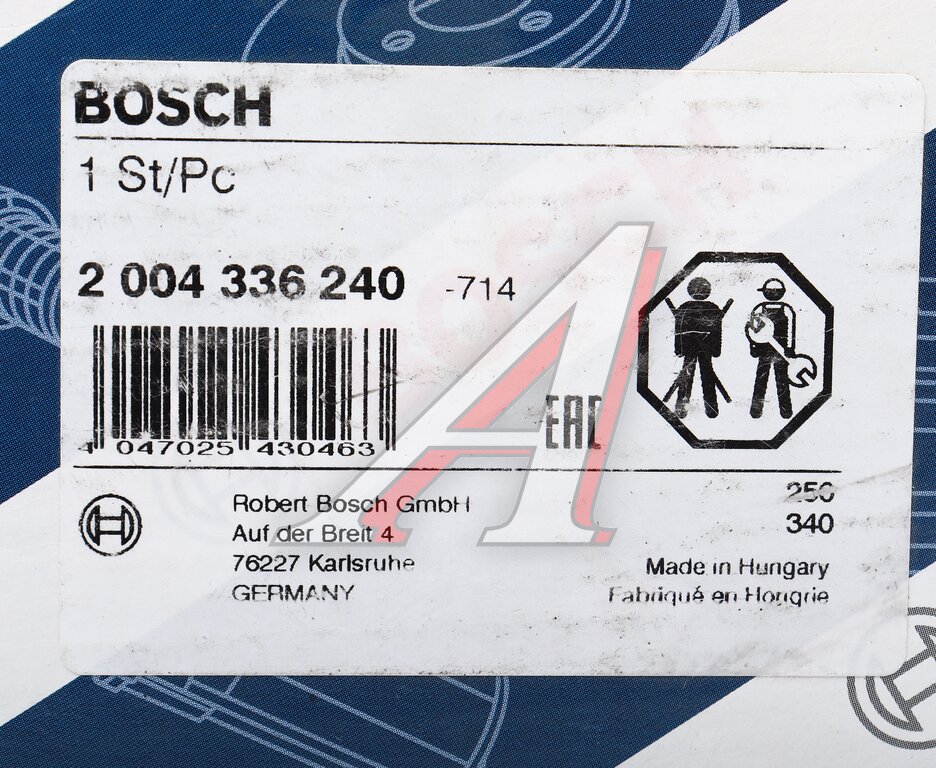 BOSCH
1 St/Pc
2 004 336 240 -714
4 047025 430463
EAC
Robert Bosch GmbH
Auf der Breit 4
76227 Karlsruhe
GERMANY
250
340
Made in Hungary
Fabriqué en Hongrie
A
BOSCH